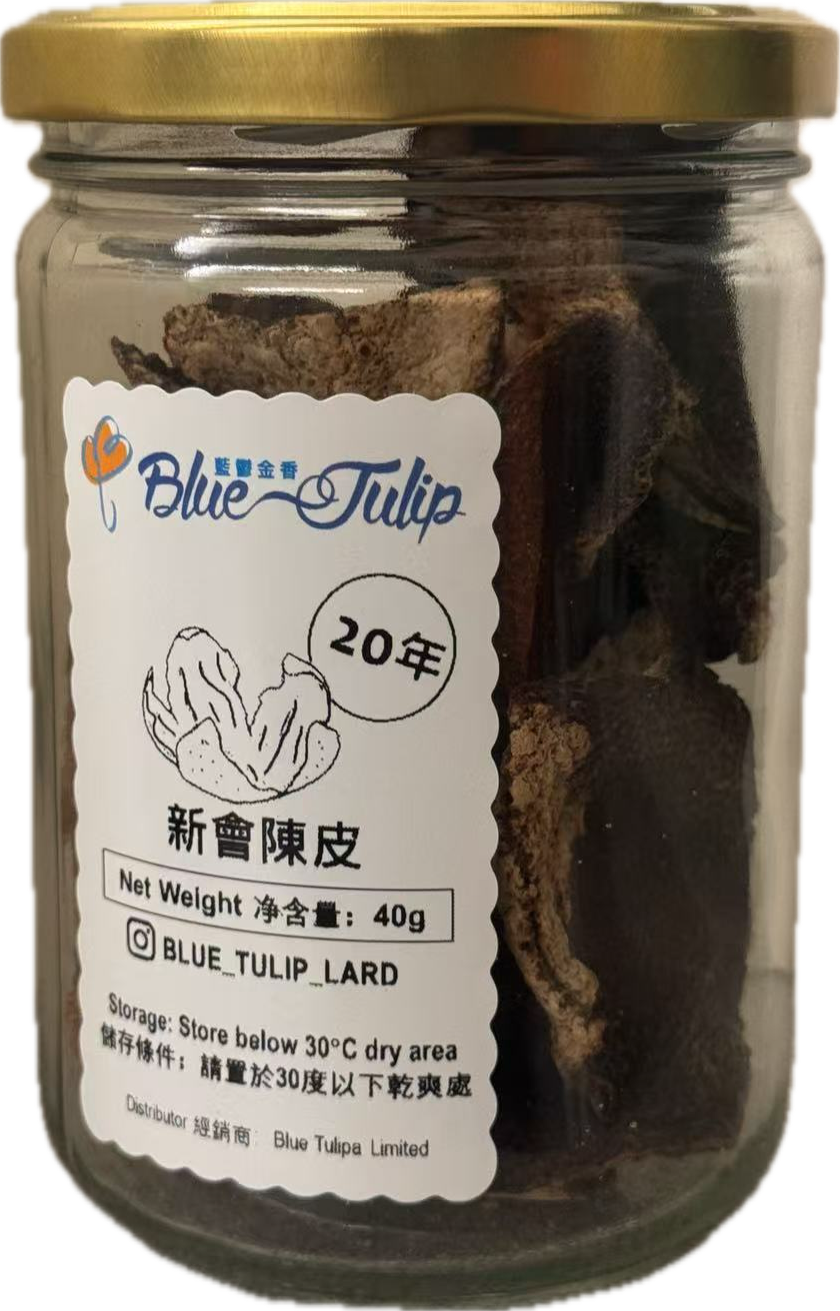 藍鬱金香
Blue Tulip
20年
新會陳皮
Net Weight 净含量：40g
BLUE_TULIP_LARD
Storage: Store below 30°C dry area
儲存條件：請置於30度以下乾爽處
Distributor 經銷商： Blue Tulipa Limited